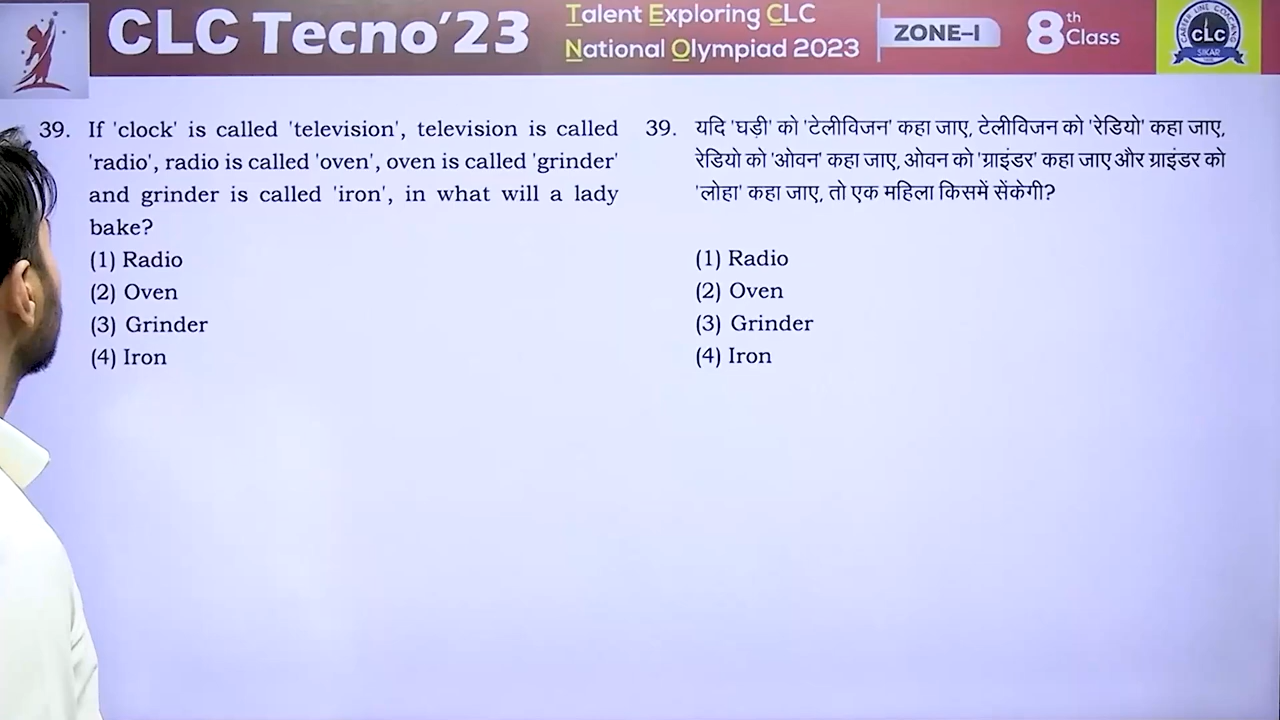 CLC Tecno'23
Talent Exploring CLC
National Olympiad 2023
ZONE–I
8th Class
CAREER LINE COACHING
CLC
SIKAR
39. If 'clock' is called 'television', television is called
'radio', radio is called 'oven', oven is called 'grinder'
and grinder is called 'iron', in what will a lady
bake?
(1) Radio
(2) Oven
(3) Grinder
(4) Iron
39. यदि 'घड़ी' को 'टेलीविजन' कहा जाए, टेलीविजन को 'रेडियो' कहा जाए,
रेडियो को 'ओवन' कहा जाए, ओवन को 'ग्राइंडर' कहा जाए और ग्राइंडर को
'लोहा' कहा जाए, तो एक महिला किसमें सेंकेगी?
(1) Radio
(2) Oven
(3) Grinder
(4) Iron